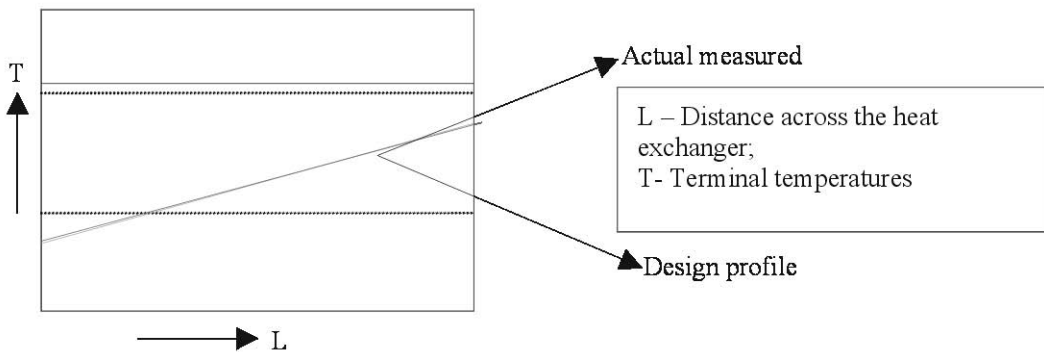 T
Actual measured
L – Distance across the heat
exchanger;
T- Terminal temperatures
Design profile
L